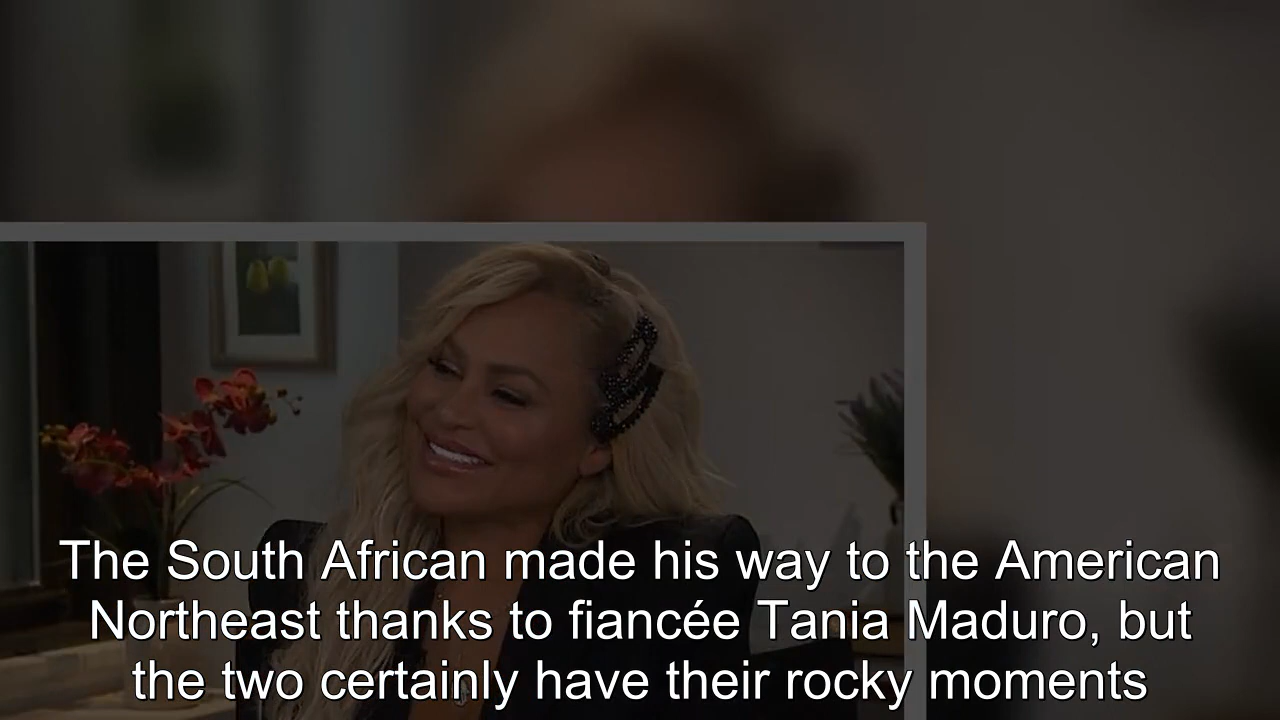 The South African made his way to the American
Northeast thanks to fiancée Tania Maduro, but
the two certainly have their rocky moments